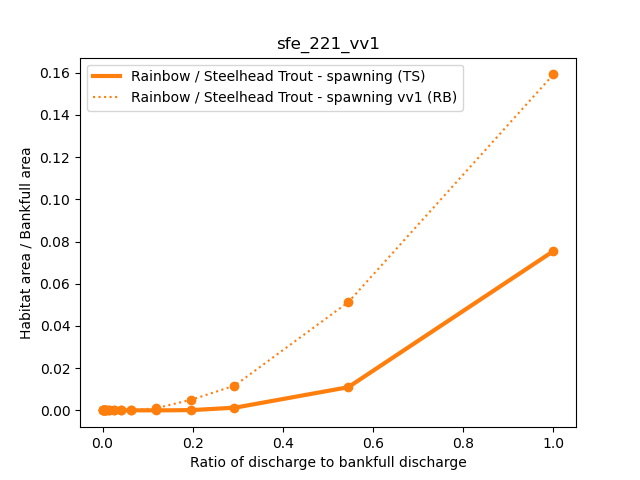 sfe_221_vv1
Rainbow / Steelhead Trout - spawning (TS)
Rainbow / Steelhead Trout - spawning vv1 (RB)
Habitat area / Bankfull area
0.16
0.14
0.12
0.10
0.08
0.06
0.04
0.02
0.00
0.0 0.2 0.4 0.6 0.8 1.0
Ratio of discharge to bankfull discharge